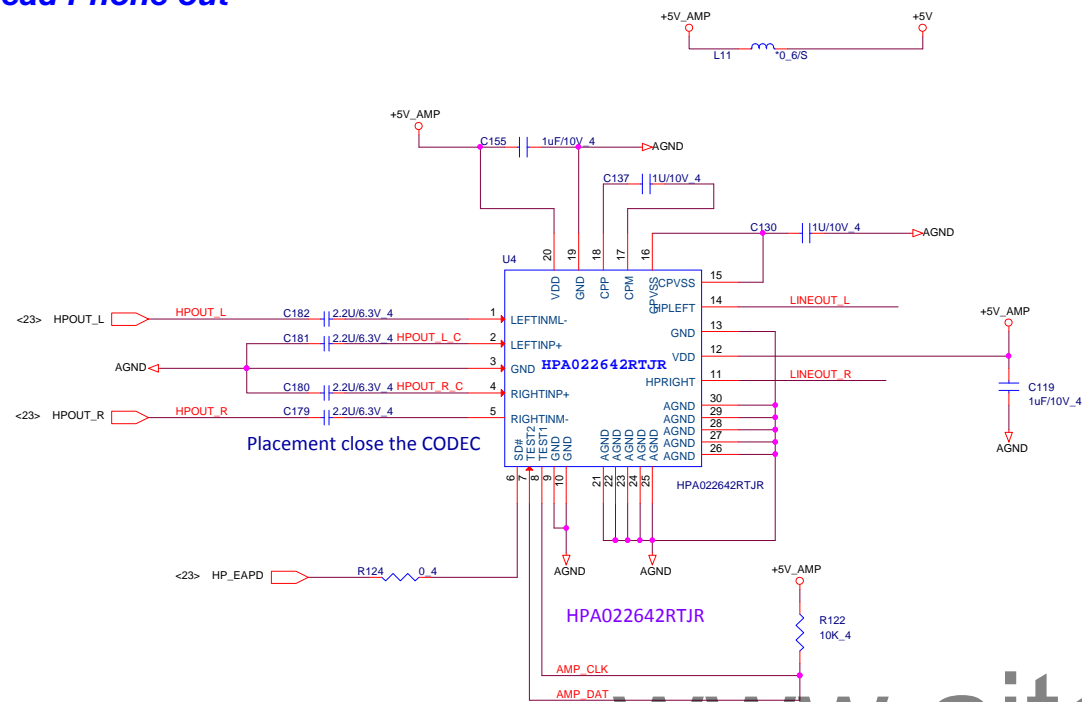 ead Phone out
+5V_AMP +5V
L11 *0_6/S
+5V_AMP
C155 1uF/10V_4 AGND
C137 1U/10V_4
C130 1U/10V_4 AGND
U4 20 19 18 17 16
VDD GND CPP CPM CPVSS
CPVSS 15
HPLEFT 14 LINEOUT_L
GND 13
VDD 12
HPRIGHT 11 LINEOUT_R
+5V_AMP
C119
1uF/10V_4
AGND
<23> HPOUT_L HPOUT_L C182 2.2U/6.3V_4 1 LEFTINML-
C181 2.2U/6.3V_4 HPOUT_L_C 2 LEFTINP+
AGND 3 GND HPA022642RTJR
C180 2.2U/6.3V_4 HPOUT_R_C 4 RIGHTINP+
<23> HPOUT_R HPOUT_R C179 2.2U/6.3V_4 5 RIGHTINM-
AGND 30
AGND 29
AGND 28
AGND 27
AGND 26
Placement close the CODEC
SD# TEST2 TEST1 GND GND AGND AGND AGND AGND AGND
6 7 8 9 10 21 22 23 24 25
HPA022642RTJR
AGND AGND
<23> HP_EAPD R124 0_4
+5V_AMP
HPA022642RTJR
R122
10K_4
AMP_CLK
AMP_DAT